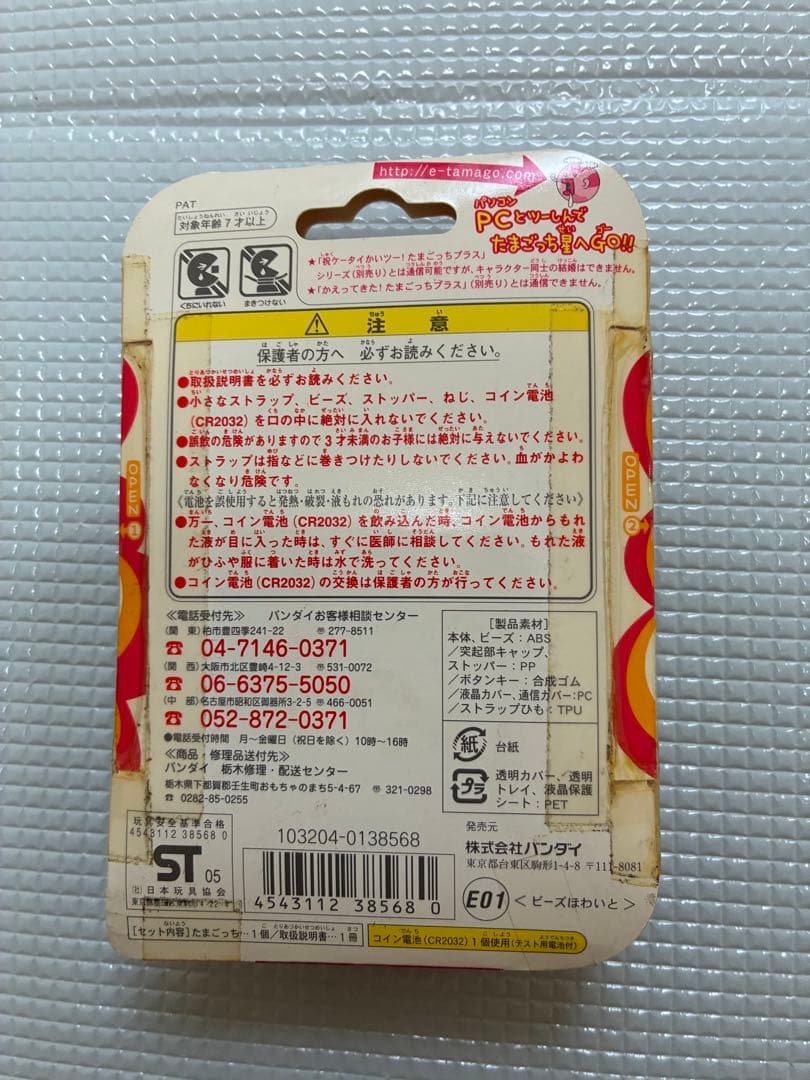 http://e-tamago.com
PAT
対象年齢7才以上
たいしょうねんれい さい いじょう
パソコン
PCとツーしんで
せい ゴー
たまごっち星へGO!!
くちにいれない
まきつけない
★「祝ケータイかいツー!たまごっちプラス」
シリーズ(別売り)とは通信可能ですが、キャラクター同士の結婚はできません。
★「かえってきた!たまごっちプラス」(別売り)とは通信できません。
ちゅう い
注 意
ほ ご しゃ かた かなら よ
保護者の方へ 必ずお読みください。
●取扱説明書を必ずお読みください。
●小さなストラップ、ビーズ、ストッパー、ねじ、コイン電池
(CR2032)を口の中に絶対に入れないでください。
●誤飲の危険がありますので3才未満のお子様には絶対に与えないでください。
●ストラップは指などに巻きつけたりしないでください。血がかよわ
なくなり危険です。
《電池を誤使用すると発熱・破裂・液もれの恐れがあります。下記に注意してください》
●万一、コイン電池(CR2032)を飲み込んだ時、コイン電池からもれ
た液が目に入った時は、すぐに医師に相談してください。もれた液
がひふや服に着いた時は水で洗ってください。
●コイン電池(CR2032)の交換は保護者の方が行ってください。
OPEN
1
OPEN
2
≪電話受付先≫ バンダイお客様相談センター
(関 東)柏市豊四季241-22 〒277-8511
☎ 04-7146-0371
(関 西)大阪市北区豊崎4-12-3 〒531-0072
☎ 06-6375-5050
(中 部)名古屋市昭和区御器所3-2-5 〒466-0051
☎ 052-872-0371
●電話受付時間 月〜金曜日(祝日を除く)10時〜16時
≪商品・修理品送付先≫
バンダイ 栃木修理・配送センター
栃木県下都賀郡壬生町おもちゃのまち5-4-67 〒321-0298
☎ 0282-85-0255
[製品素材]
本体、ビーズ:ABS
/突起部キャップ、
ストッパー:PP
/ボタンキー:合成ゴム
/液晶カバー、通信カバー:PC
/ストラップひも:TPU
紙 台紙
プラ
透明カバー、透明
トレイ、液晶保護
シート:PET
玩具安全基準合格
4543112 38568 0
ST 05
(社)日本玩具協会
103204-0138568
4543112 385680
発売元
株式会社バンダイ
東京都台東区駒形1-4-8 〒111-8081
E01 <ビーズほわいと>
[セット内容]たまごっち…1個/取扱説明書…1冊
コイン電池(CR2032)1個使用(テスト用電池付)